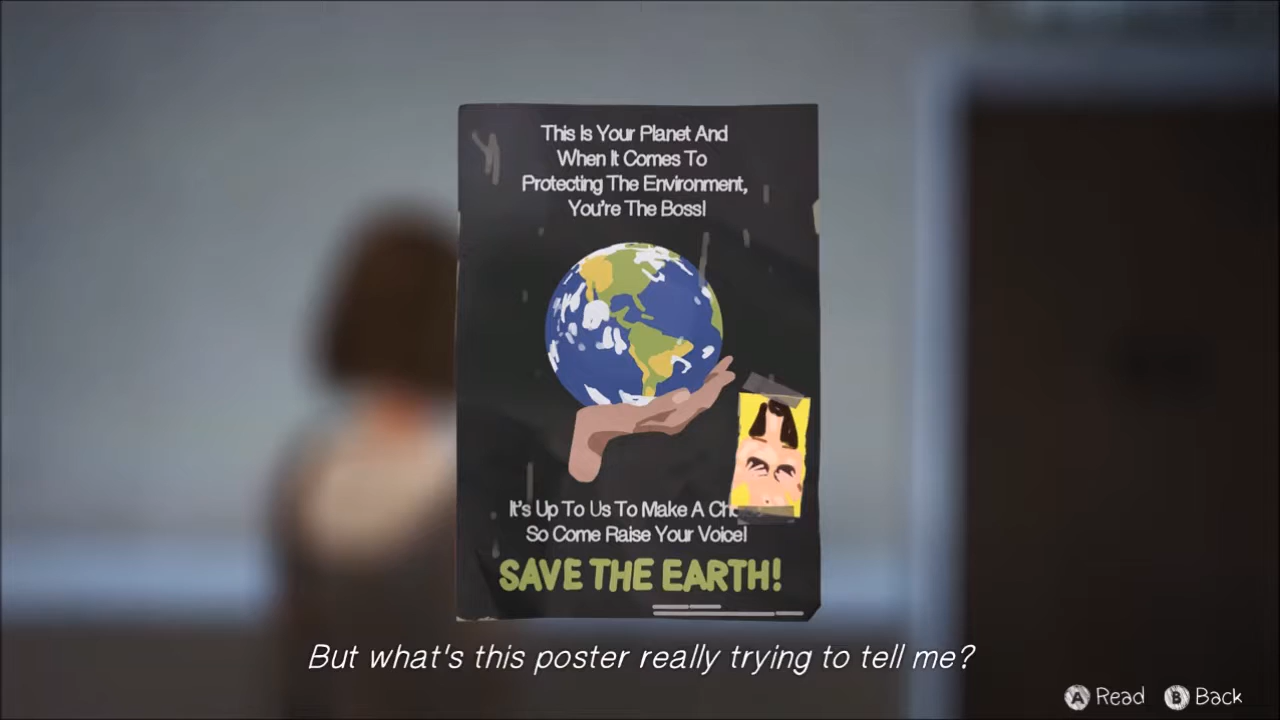 This Is Your Planet And
When It Comes To
Protecting The Environment,
You're The Boss!
It's Up To Us To Make A
So Come Raise Your Voice!
SAVE THE EARTH!
But what's this poster really trying to tell me?
A Read B Back